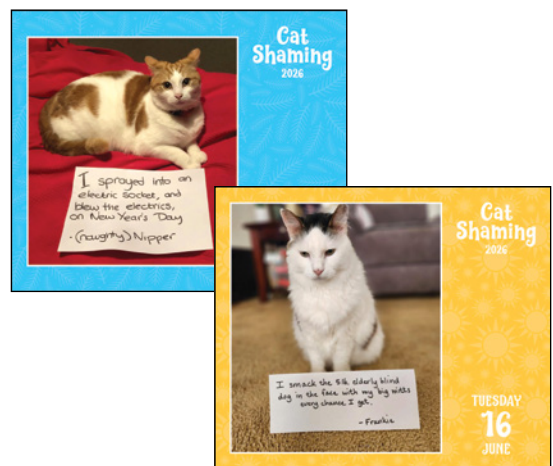 Cat
Shaming
2026
I sprayed into an
electric socket, and
blew the electrics,
on New Year's Day
-(naughty) Nipper
Cat
Shaming
2026
I smack the 5lb elderly blind
dog in the face with my big mitts
every chance I get.
- Frankie
TUESDAY
16
JUNE